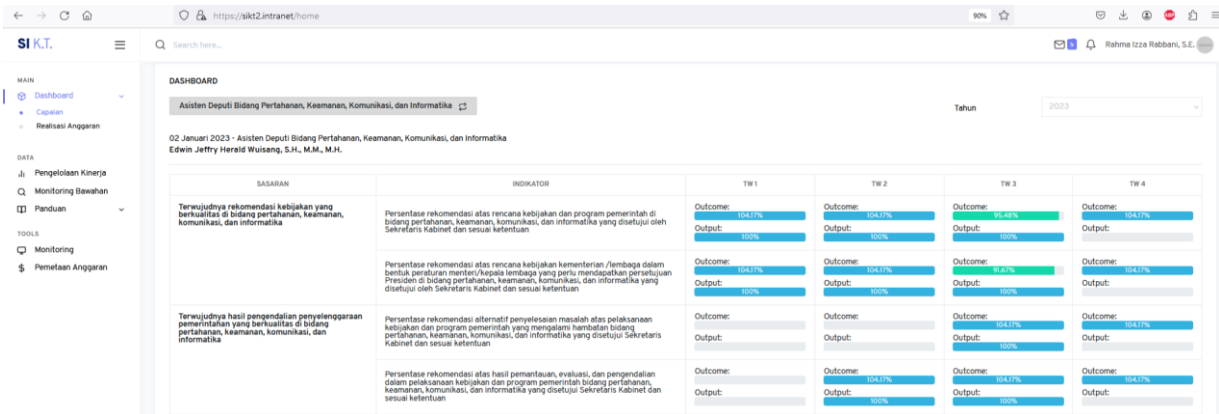 https://sikt2.intranet/home
90%
SI K.T.
Search here...
5
Rahma Izza Rabbani, S.E.
MAIN
Dashboard
Capaian
Realisasi Anggaran
DATA
Pengelolaan Kinerja
Monitoring Bawahan
Panduan
TOOLS
Monitoring
Pemetaan Anggaran
DASHBOARD
Asisten Deputi Bidang Pertahanan, Keamanan, Komunikasi, dan Informatika
Tahun
2023
02 Januari 2023 - Asisten Deputi Bidang Pertahanan, Keamanan, Komunikasi, dan Informatika
Edwin Jeffry Herald Wuisang, S.H., M.M., M.H.
SASARAN INDIKATOR TW 1 TW 2 TW 3 TW 4
Terwujudnya rekomendasi kebijakan yang
berkualitas di bidang pertahanan, keamanan,
komunikasi, dan informatika
Persentase rekomendasi atas rencana kebijakan dan program pemerintah di
bidang pertahanan, keamanan, komunikasi, dan informatika yang disetujui oleh
Sekretaris Kabinet dan sesuai ketentuan
Outcome: Outcome: Outcome: Outcome:
104.17% 104.17% 95.48% 104.17%
Output: Output: Output: Output:
100% 100% 100%
Persentase rekomendasi atas rencana kebijakan kementerian /lembaga dalam
bentuk peraturan menteri/kepala lembaga yang perlu mendapatkan persetujuan
Presiden di bidang pertahanan, keamanan, komunikasi, dan informatika yang
disetujui oleh Sekretaris Kabinet dan sesuai ketentuan
Outcome: Outcome: Outcome: Outcome:
104.17% 104.17% 91.67% 104.17%
Output: Output: Output: Output:
100% 100% 100%
Terwujudnya hasil pengendalian penyelenggaraan
pemerintahan yang berkualitas di bidang
pertahanan, keamanan, komunikasi, dan
informatika
Persentase rekomendasi alternatif penyelesaian masalah atas pelaksanaan
kebijakan dan program pemerintah yang mengalami hambatan bidang
pertahanan, keamanan, komunikasi, dan informatika yang disetujui Sekretaris
Kabinet dan sesuai ketentuan
Outcome: Outcome: Outcome: Outcome:
104.17% 104.17%
Output: Output: Output: Output:
100%
Persentase rekomendasi atas hasil pemantauan, evaluasi, dan pengendalian
dalam pelaksanaan kebijakan dan program pemerintah bidang pertahanan,
keamanan, komunikasi, dan informatika yang disetujui Sekretaris Kabinet dan
sesuai ketentuan
Outcome: Outcome: Outcome: Outcome:
104.17% 104.17% 104.17%
Output: Output: Output: Output:
100% 100%